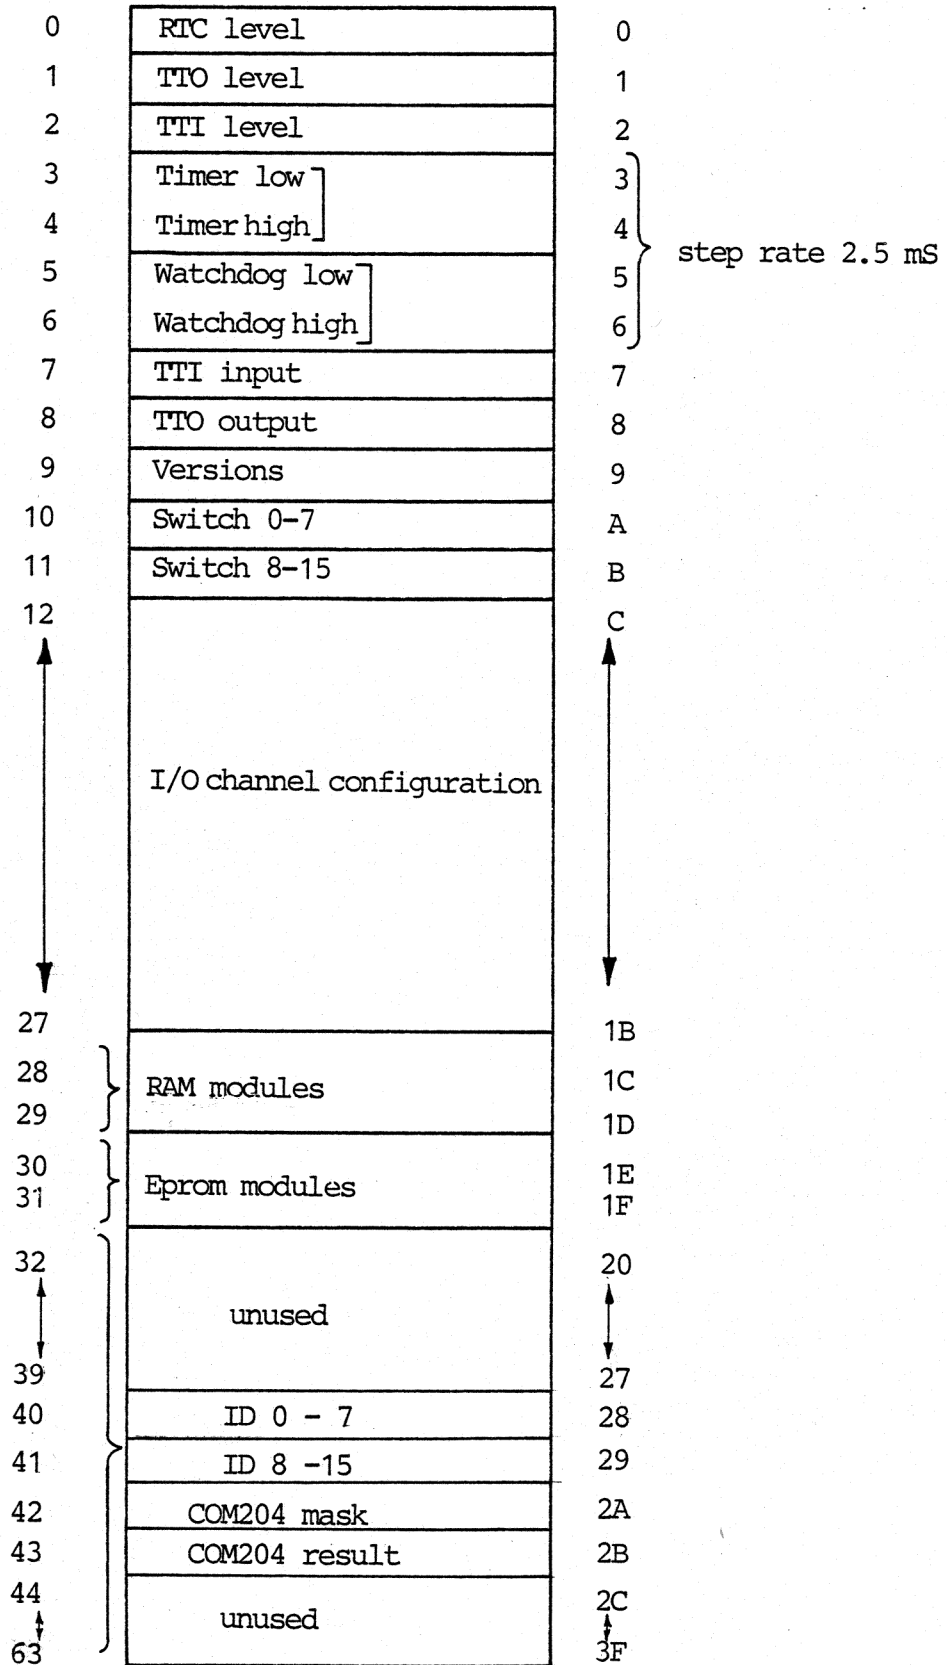 0 RTC level 0
1 TTO level 1
2 TTI level 2
3 Timer low 3
4 Timer high 4
step rate 2.5 mS
5 Watchdog low 5
6 Watchdog high 6
7 TTI input 7
8 TTO output 8
9 Versions 9
10 Switch 0-7 A
11 Switch 8-15 B
12 C
I/O channel configuration
27 1B
28 1C
RAM modules
29 1D
30 1E
Eprom modules
31 1F
32 20
unused
39 27
40 ID 0 - 7 28
41 ID 8 -15 29
42 COM204 mask 2A
43 COM204 result 2B
44 2C
unused
63 3F